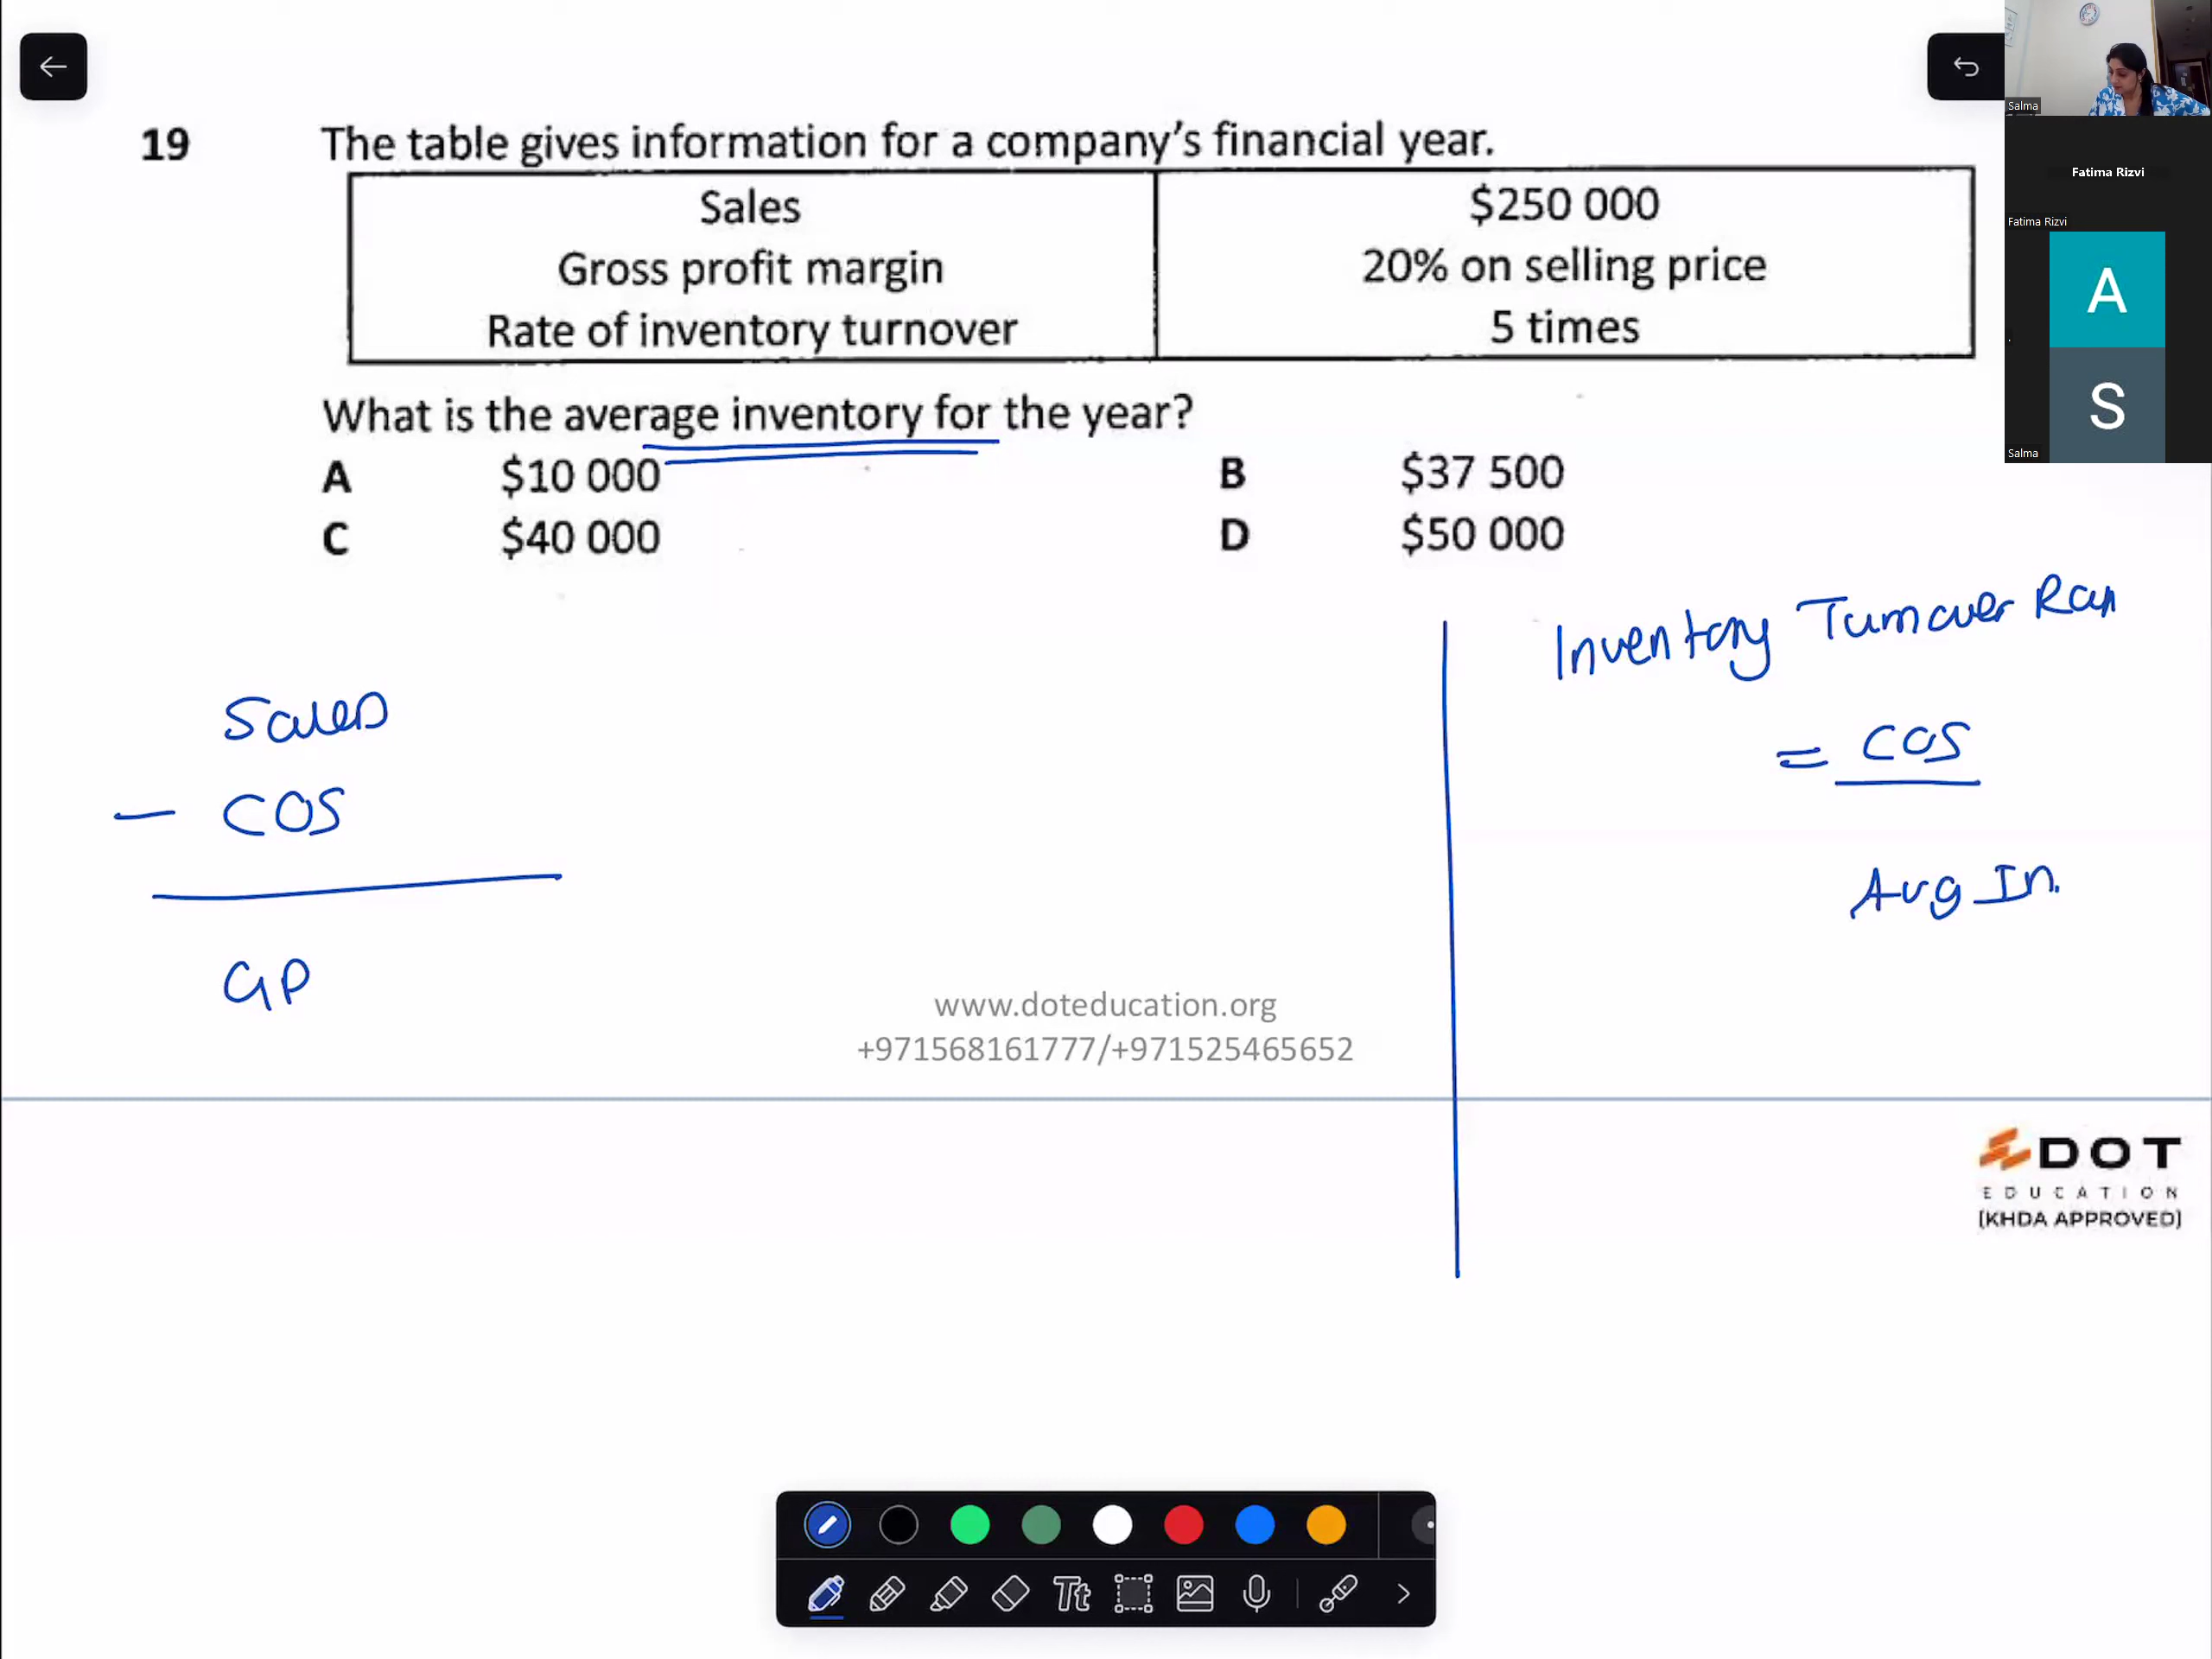 19 The table gives information for a company's financial year.
Sales $250 000
Gross profit margin 20% on selling price
Rate of inventory turnover 5 times
What is the average inventory for the year?
A $10 000 B $37 500
C $40 000 D $50 000
Inventory Turnover
Sales
= COS
- COS
Avg In.
GP
www.doteducation.org
+971568161777/+971525465652
DOT
EDUCATION
(KHDA APPROVED)
Tt
Salma
Fatima Rizvi
Fatima Rizvi
A
S
Salma